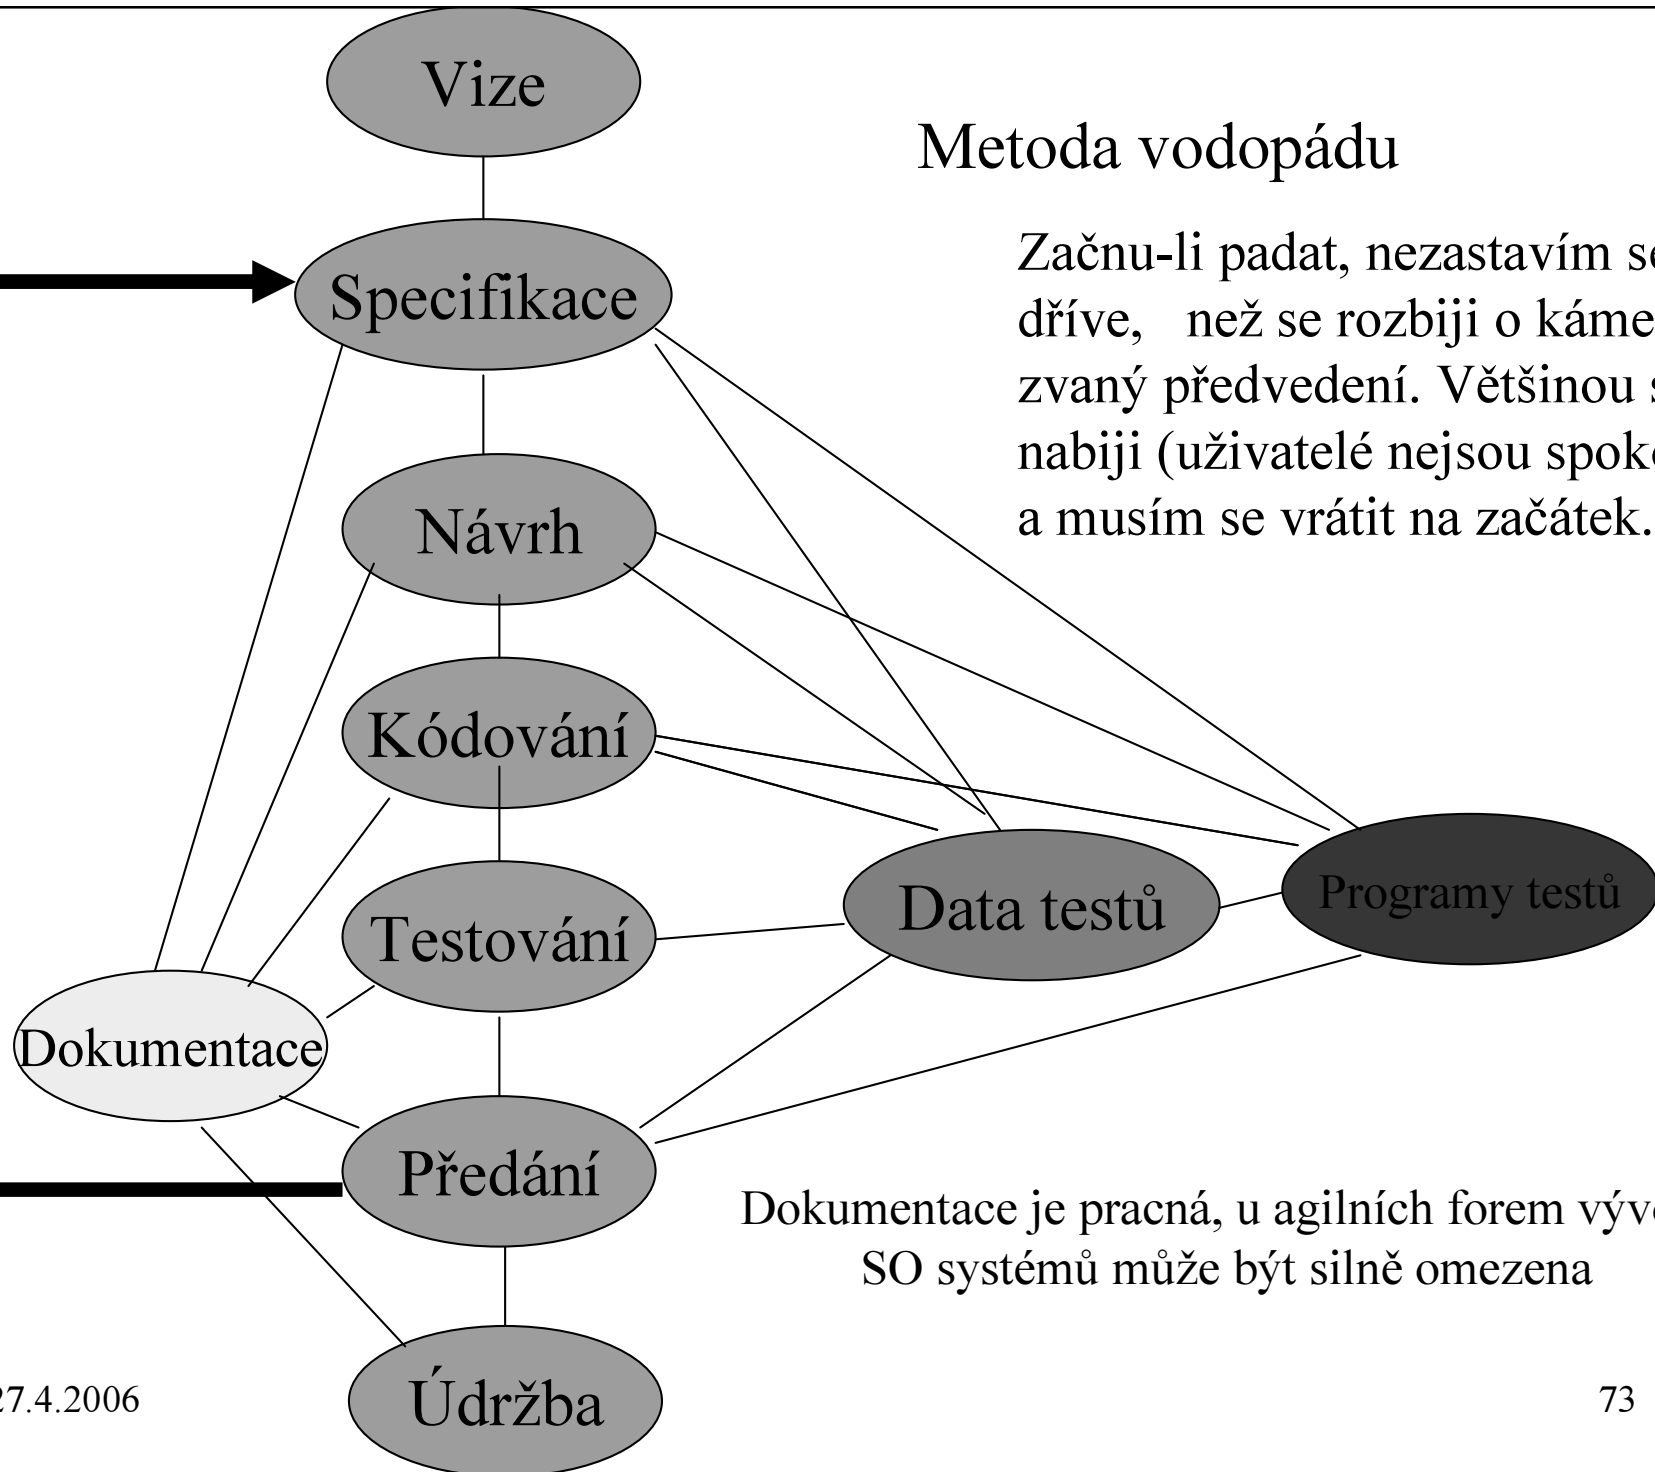 Vize
Metoda vodopádu
Začnu-li padat, nezastavím se
dříve, než se rozbiji o káme
zvaný předvedení. Většinou s
nabiji (uživatelé nejsou spoko
a musím se vrátit na začátek.
Specifikace
Návrh
Kódování
Testování
Data testů
Programy testů
Dokumentace
Předání
Dokumentace je pracná, u agilních forem vývo
SO systémů může být silně omezena
Údržba
27.4.2006
73